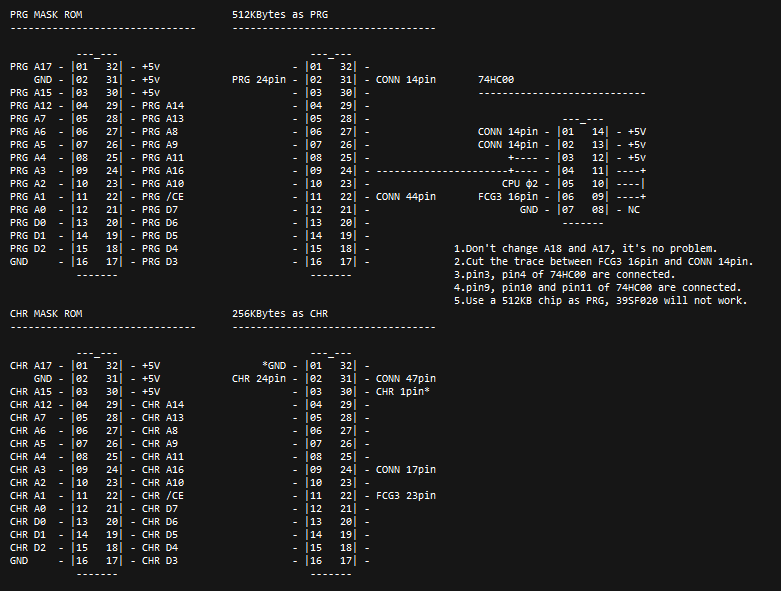 PRG MASK ROM                    512KBytes as PRG
-------------------------------      ----------------------------------

           ---_---                                ---_---
PRG A17 - |01   32| - +5v                       - |01   32| -
    GND - |02   31| - +5v            PRG 24pin - |02   31| - CONN 14pin       74HC00
PRG A15 - |03   30| - +5v                       - |03   30| -                 ----------------------------
PRG A12 - |04   29| - PRG A14                   - |04   29| -
PRG A7  - |05   28| - PRG A13                   - |05   28| -                               ---_---
PRG A6  - |06   27| - PRG A8                    - |06   27| -                 CONN 14pin - |01   14| - +5V
PRG A5  - |07   26| - PRG A9                    - |07   26| -                 CONN 14pin - |02   13| - +5V
PRG A4  - |08   25| - PRG A11                   - |08   25| -                      +---- - |03   12| - +5v
PRG A3  - |09   24| - PRG A16                   - |09   24| - ----------------------+---- - |04   11| ----+
PRG A2  - |10   23| - PRG A10                   - |10   23| -                     CPU ϕ2 - |05   10| ----|
PRG A1  - |11   22| - PRG /CE                   - |11   22| - CONN 44pin      FCG3 16pin - |06   09| ----+
PRG A0  - |12   21| - PRG D7                    - |12   21| -                        GND - |07   08| - NC
PRG D0  - |13   20| - PRG D6                    - |13   20| -                               -------
PRG D1  - |14   19| - PRG D5                    - |14   19| -
PRG D2  - |15   18| - PRG D4                    - |15   18| -             1.Don't change A18 and A17, it's no problem.
GND     - |16   17| - PRG D3                    - |16   17| -             2.Cut the trace between FCG3 16pin and CONN 14pin.
           -------                                -------                 3.pin3, pin4 of 74HC00 are connected.
4.pin9, pin10 and pin11 of 74HC00 are connected.
5.Use a 512KB chip as PRG, 39SF020 will not work.
CHR MASK ROM                    256KBytes as CHR
-------------------------------      ----------------------------------

           ---_---                                ---_---
CHR A17 - |01   32| - +5V                  *GND - |01   32| -
    GND - |02   31| - +5V            CHR 24pin - |02   31| - CONN 47pin
CHR A15 - |03   30| - +5V                       - |03   30| - CHR 1pin*
CHR A12 - |04   29| - CHR A14                   - |04   29| -
CHR A7  - |05   28| - CHR A13                   - |05   28| -
CHR A6  - |06   27| - CHR A8                    - |06   27| -
CHR A5  - |07   26| - CHR A9                    - |07   26| -
CHR A4  - |08   25| - CHR A11                   - |08   25| -
CHR A3  - |09   24| - CHR A16                   - |09   24| - CONN 17pin
CHR A2  - |10   23| - CHR A10                   - |10   23| -
CHR A1  - |11   22| - CHR /CE                   - |11   22| - FCG3 23pin
CHR A0  - |12   21| - CHR D7                    - |12   21| -
CHR D0  - |13   20| - CHR D6                    - |13   20| -
CHR D1  - |14   19| - CHR D5                    - |14   19| -
CHR D2  - |15   18| - CHR D4                    - |15   18| -
GND     - |16   17| - CHR D3                    - |16   17| -
           -------                                -------